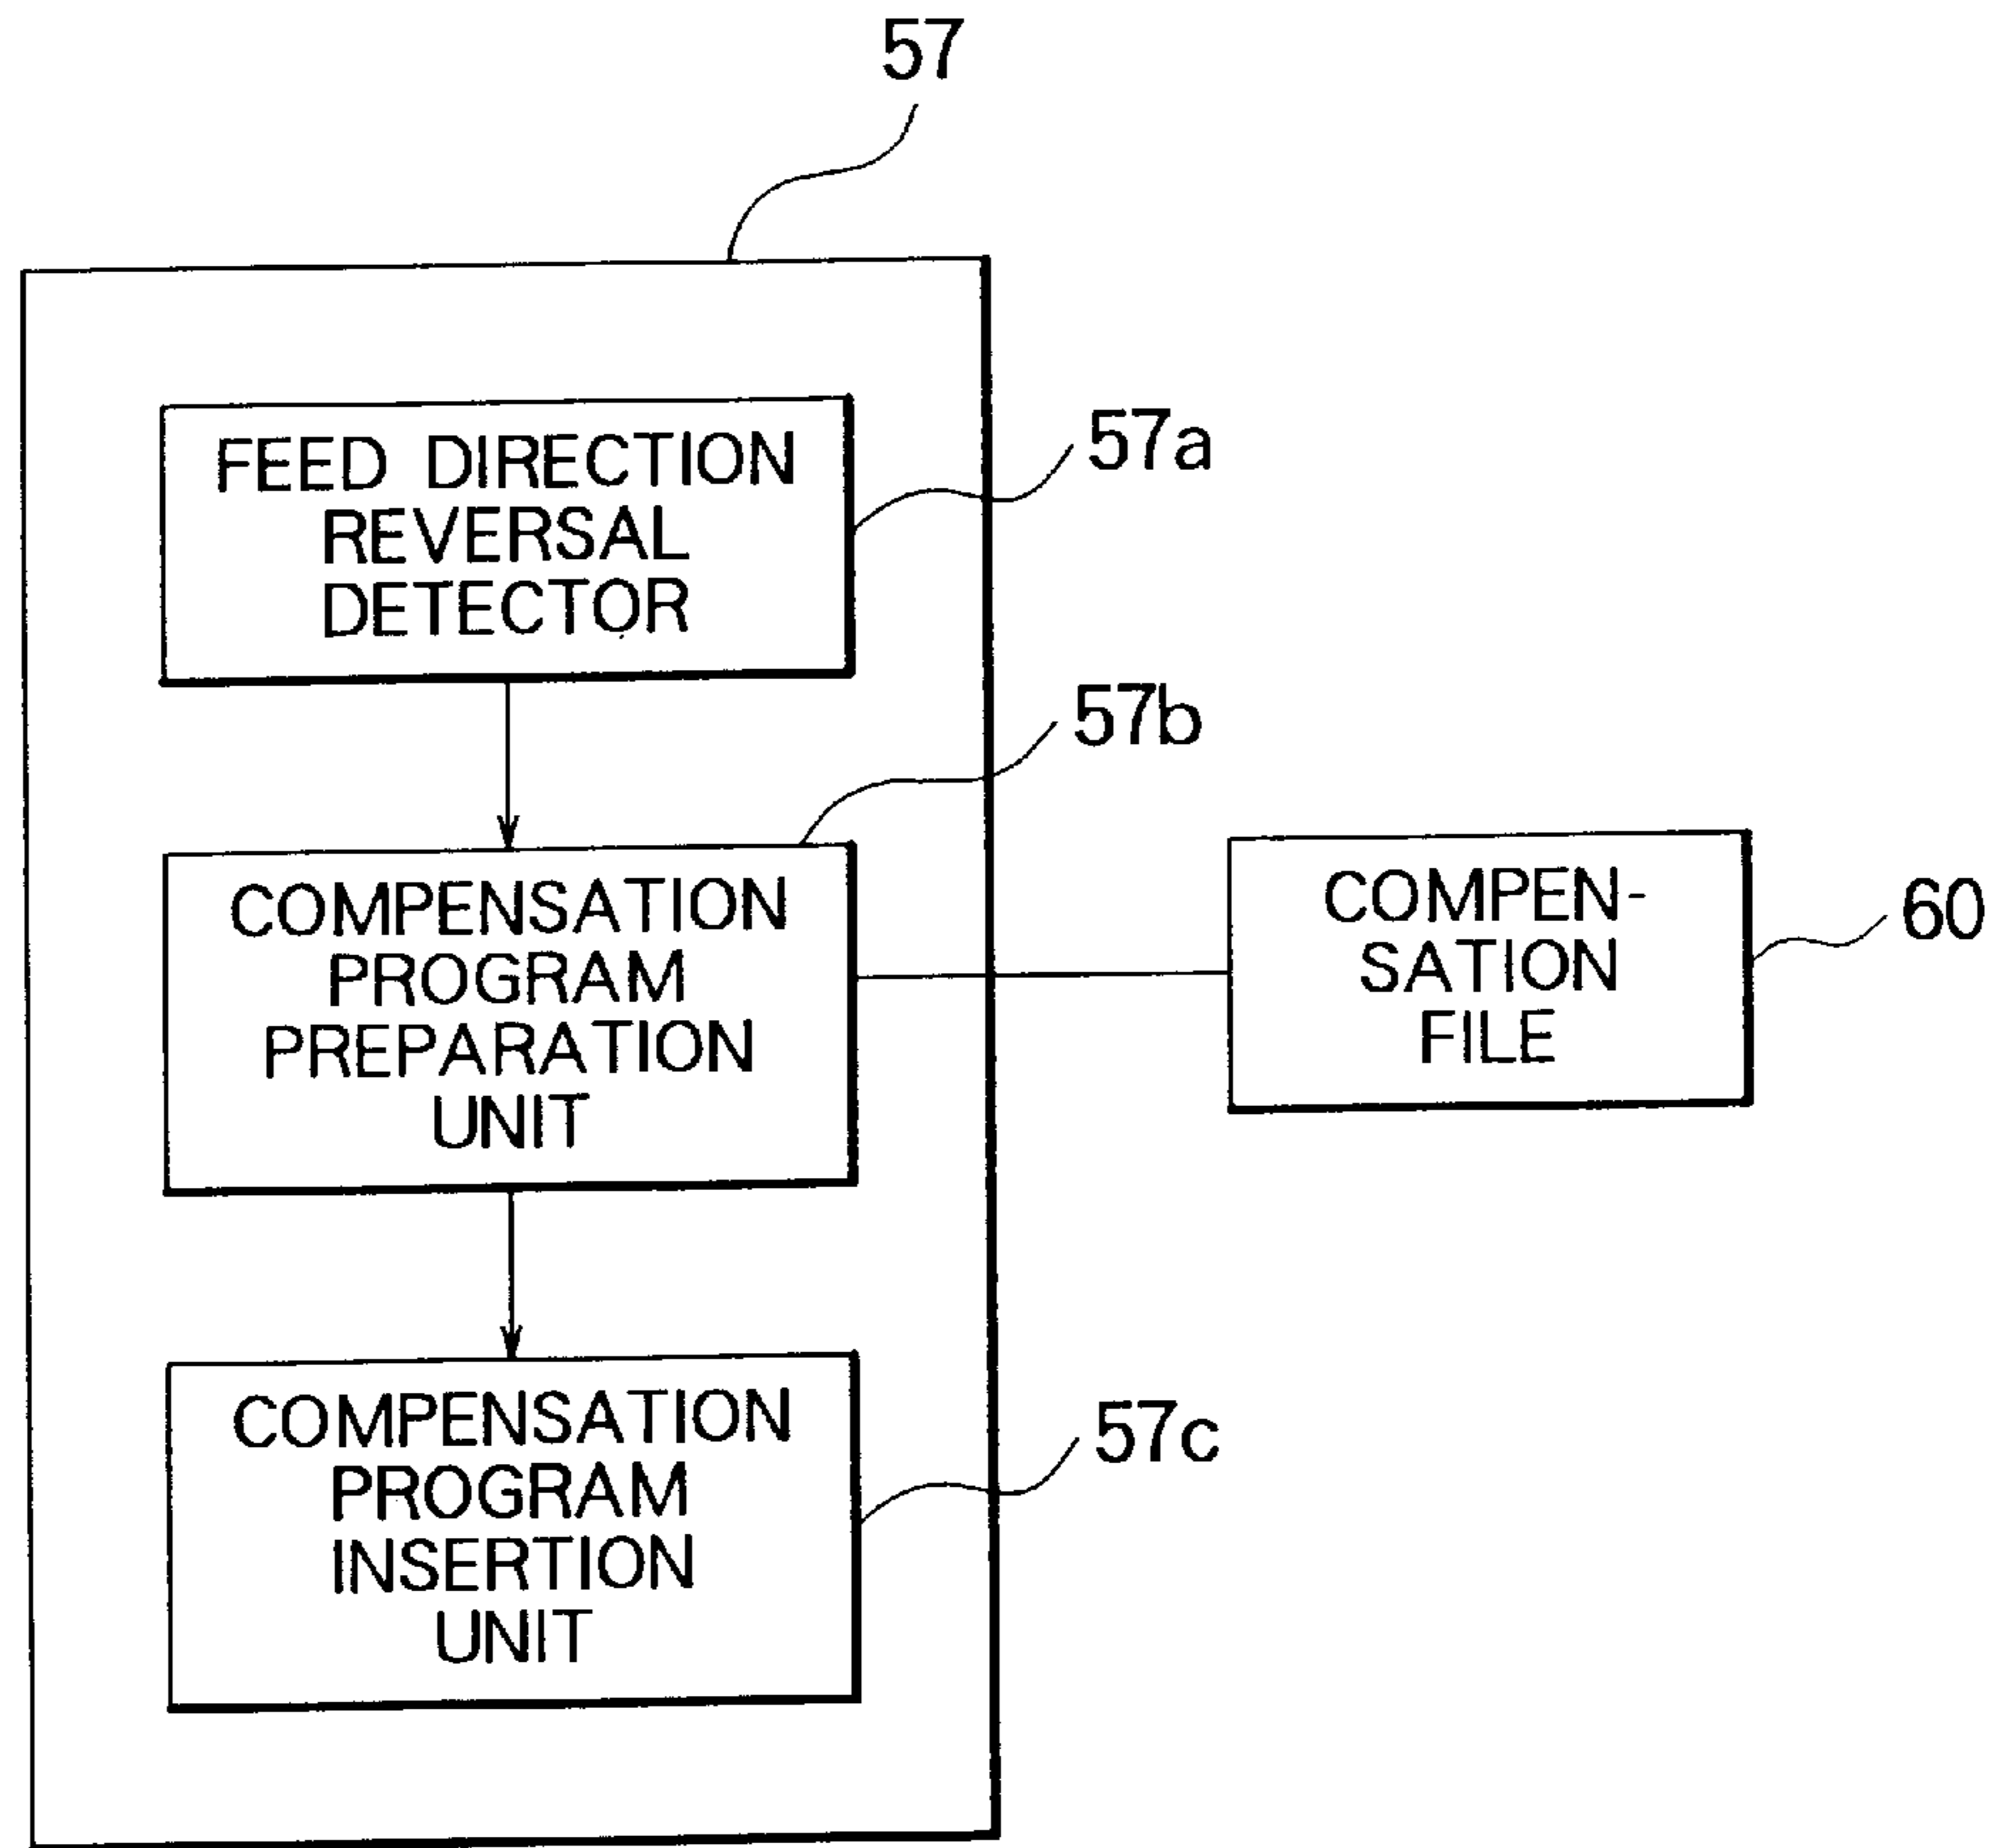 57
FEED DIRECTION
REVERSAL
DETECTOR
57a
57b
COMPENSATION
PROGRAM
PREPARATION
UNIT
COMPEN-
SATION
FILE
60
COMPENSATION
PROGRAM
INSERTION
UNIT
57c